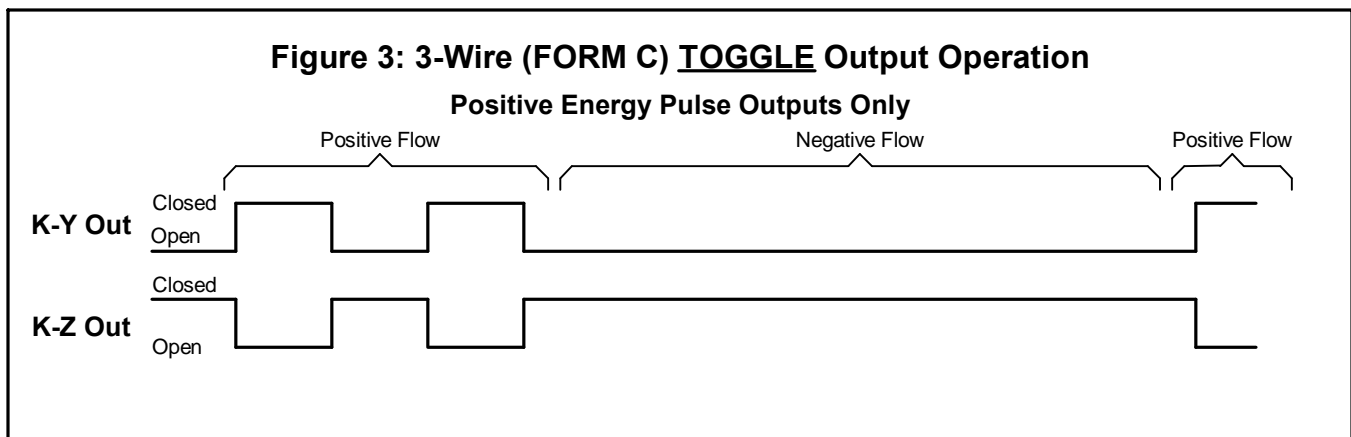 Figure 3: 3-Wire (FORM C) TOGGLE Output Operation
Positive Energy Pulse Outputs Only
Positive Flow Negative Flow Positive Flow
Closed
K-Y Out
Open
Closed
K-Z Out
Open